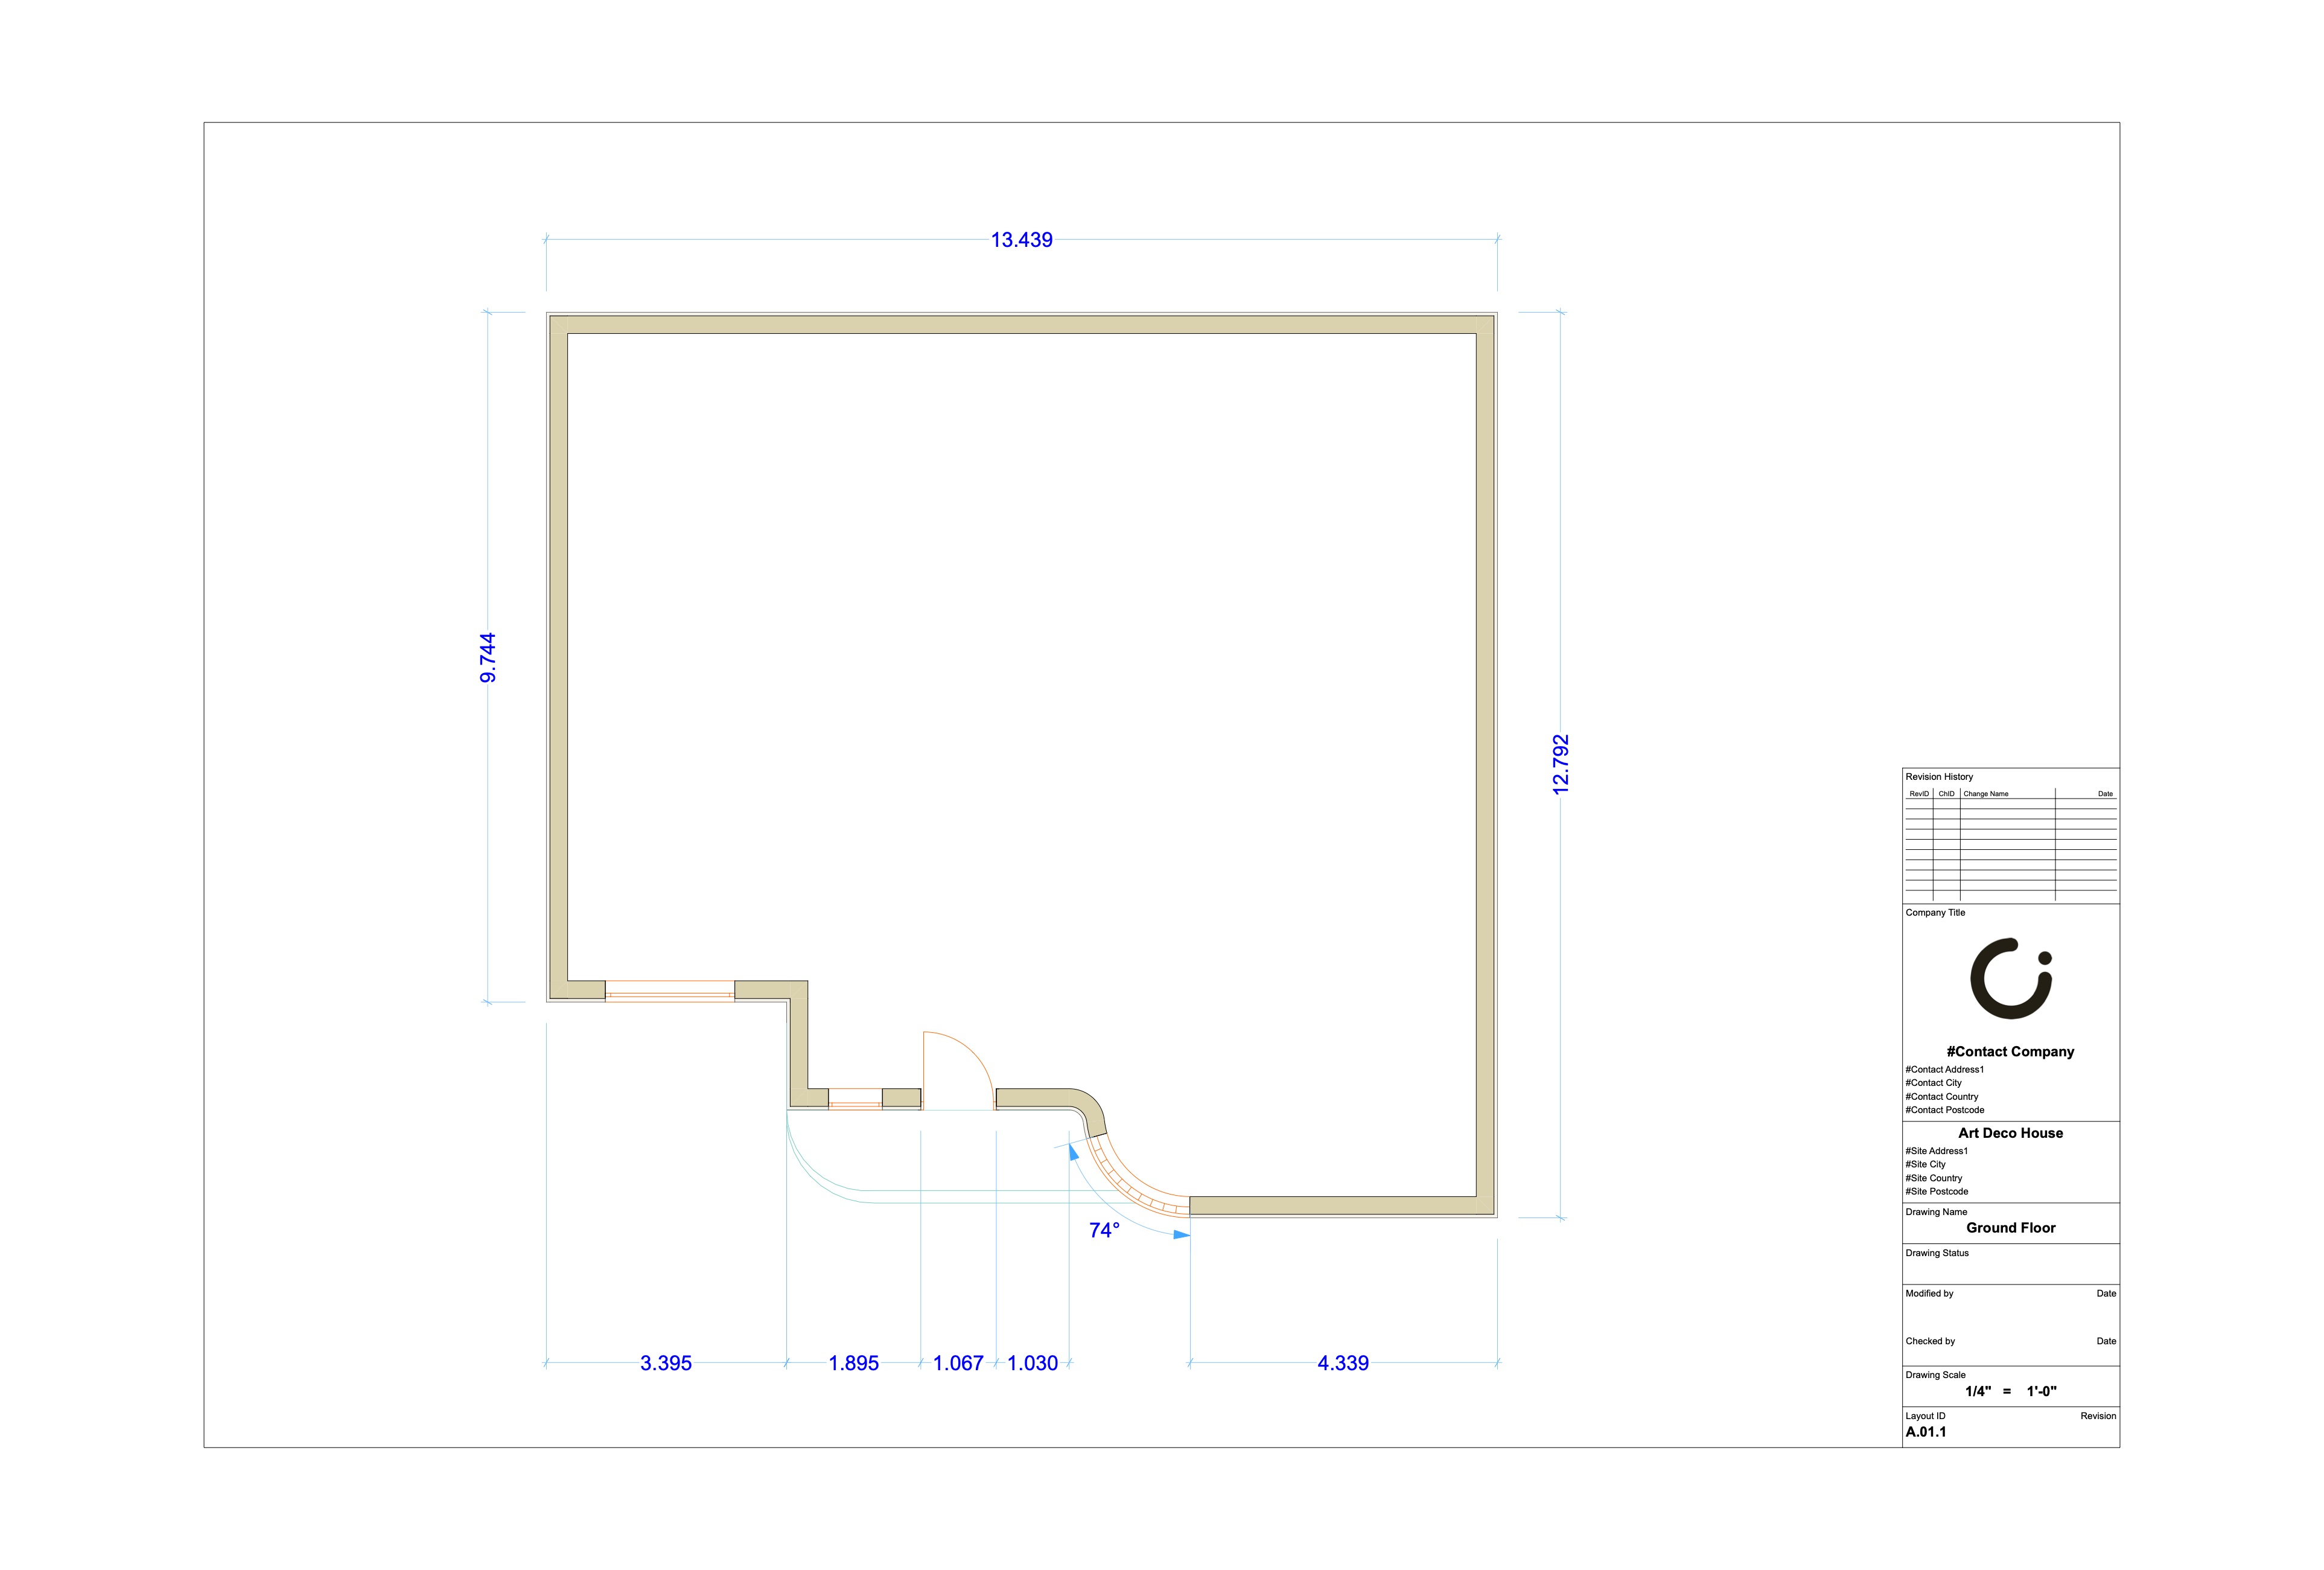 13.439
9.744
12.792
74°
3.395 1.895 1.067 1.030 4.339
Revision History
RevID ChID Change Name Date
Company Title
#Contact Company
#Contact Address1
#Contact City
#Contact Country
#Contact Postcode
Art Deco House
#Site Address1
#Site City
#Site Country
#Site Postcode
Drawing Name
Ground Floor
Drawing Status
Modified by Date
Checked by Date
Drawing Scale
1/4" = 1'-0"
Layout ID Revision
A.01.1